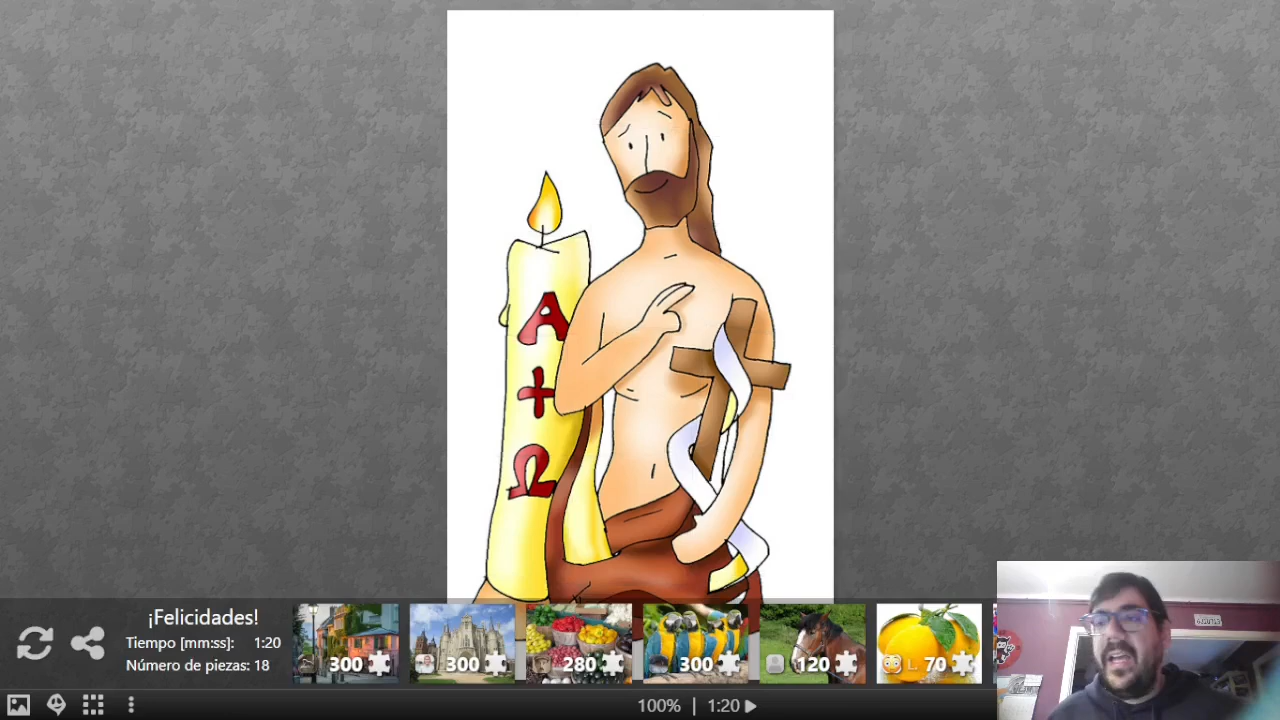 Α
Ω
¡Felicidades!
Tiempo [mm:ss]: 1:20
Número de piezas: 18
300
300
280
300
120
L 70
100% | 1:20